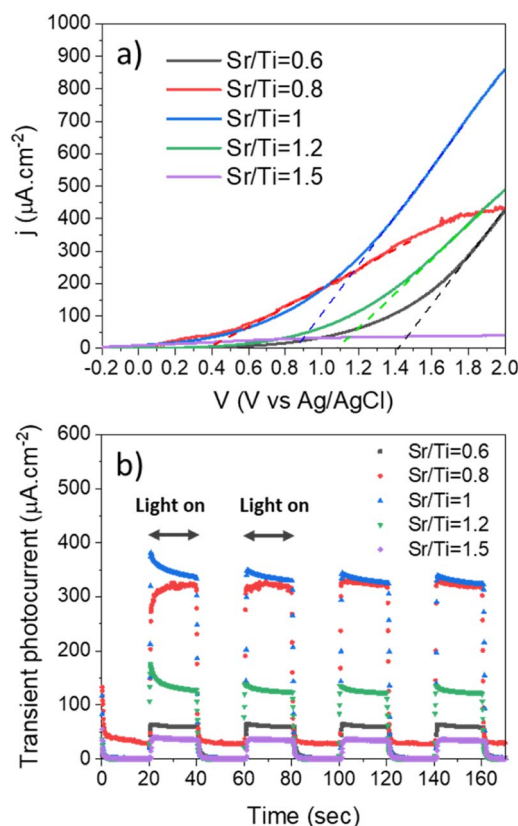 a)
Sr/Ti=0.6
Sr/Ti=0.8
Sr/Ti=1
Sr/Ti=1.2
Sr/Ti=1.5
j (μA.cm⁻²)
1000
900
800
700
600
500
400
300
200
100
0
-0.2 0.0 0.2 0.4 0.6 0.8 1.0 1.2 1.4 1.6 1.8 2.0
V (V vs Ag/AgCl)
b)
Sr/Ti=0.6
Sr/Ti=0.8
Sr/Ti=1
Sr/Ti=1.2
Sr/Ti=1.5
Light on Light on
Transient photocurrent (μA.cm⁻²)
600
500
400
300
200
100
0
0 20 40 60 80 100 120 140 160
Time (sec)